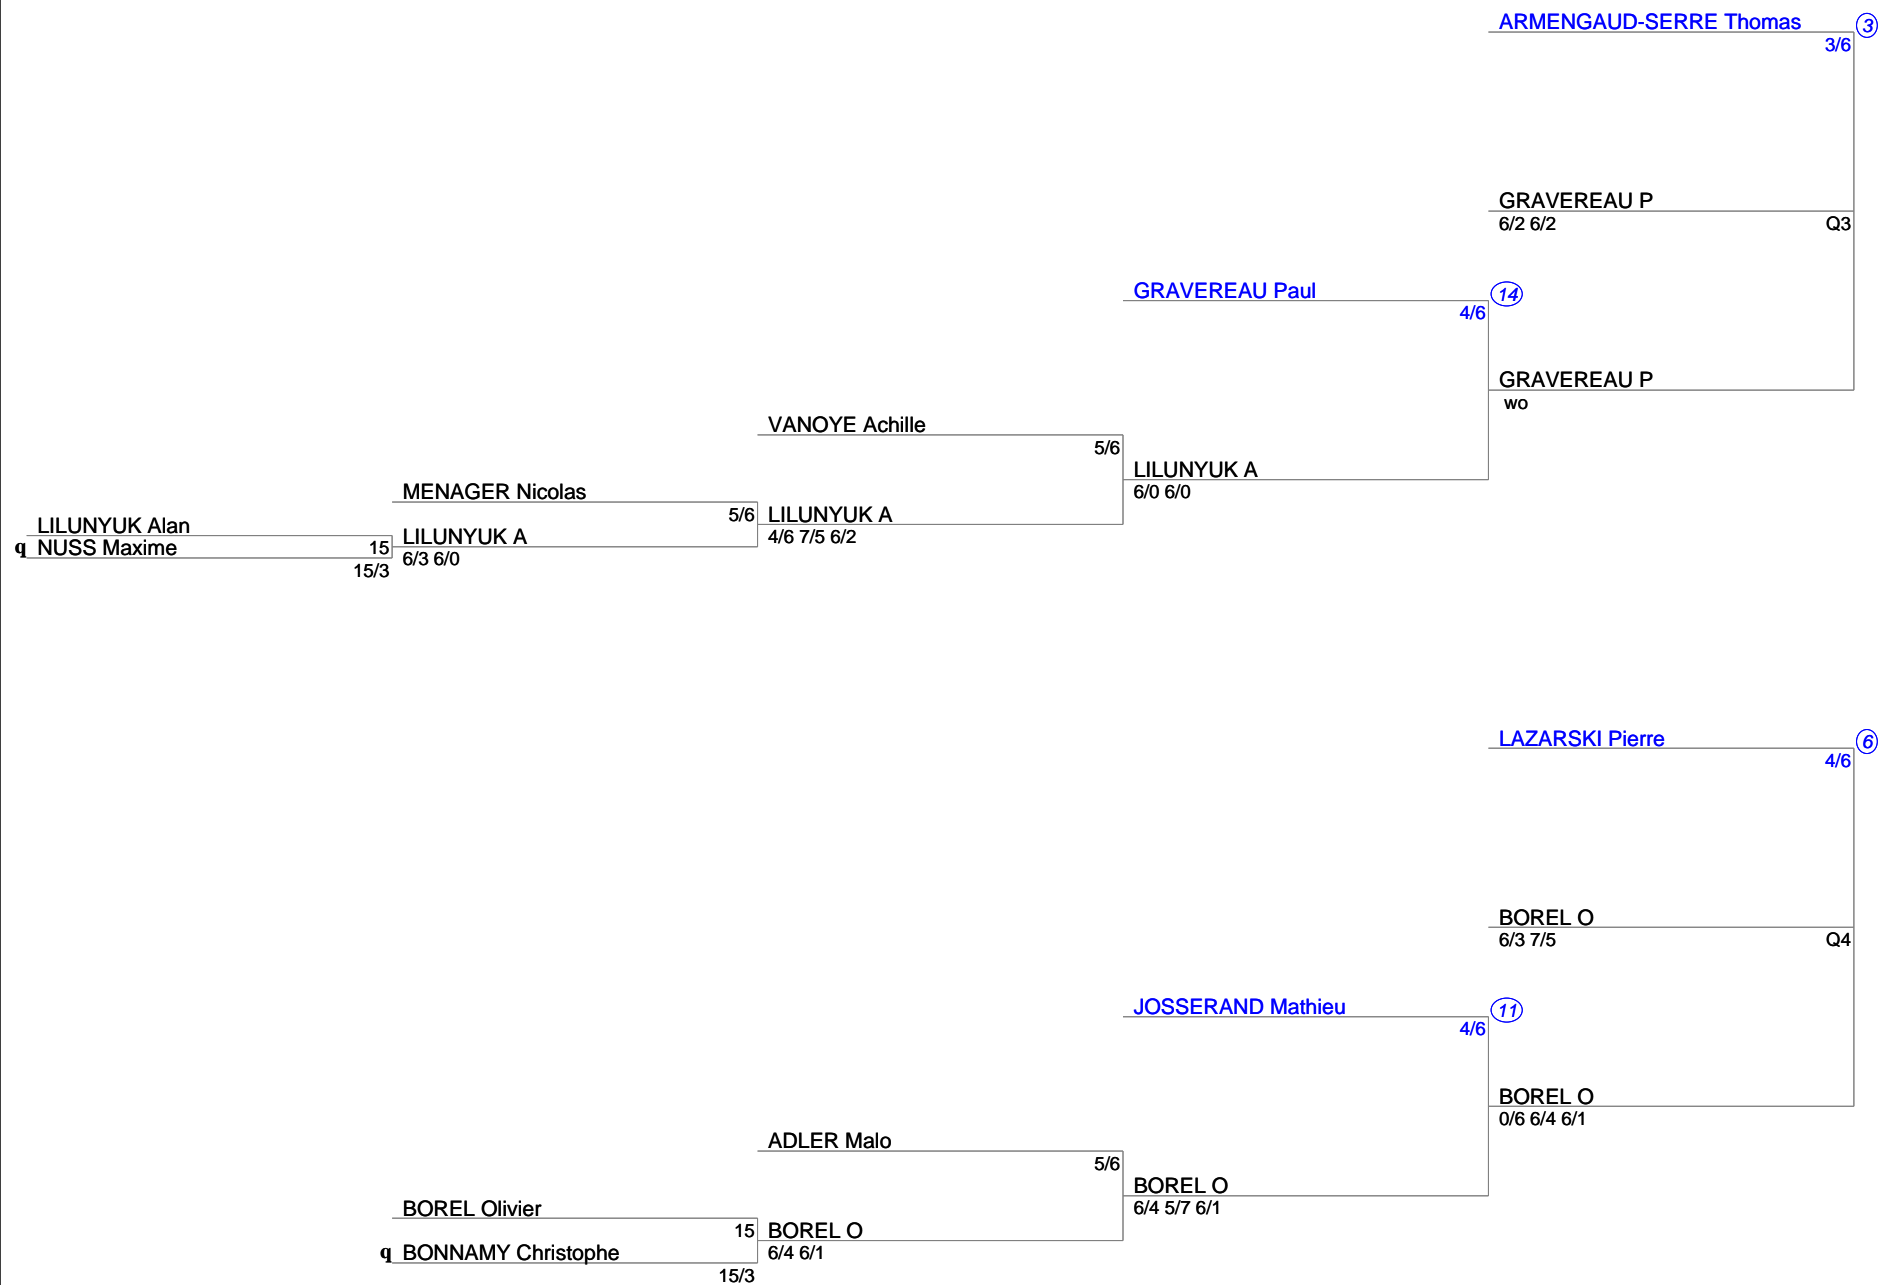 ARMENGAUD-SERRE Thomas 3
3/6
GRAVEREAU P
6/2 6/2 Q3
GRAVEREAU Paul 14
4/6
GRAVEREAU P
wo
VANOYE Achille
5/6
LILUNYUK A
6/0 6/0
MENAGER Nicolas
5/6
LILUNYUK A
4/6 7/5 6/2
LILUNYUK Alan
15
LILUNYUK A
6/3 6/0
q NUSS Maxime
15/3
LAZARSKI Pierre 6
4/6
BOREL O
6/3 7/5 Q4
JOSSERAND Mathieu 11
4/6
BOREL O
0/6 6/4 6/1
ADLER Malo
5/6
BOREL O
6/4 5/7 6/1
BOREL Olivier
15
BOREL O
6/4 6/1
q BONNAMY Christophe
15/3